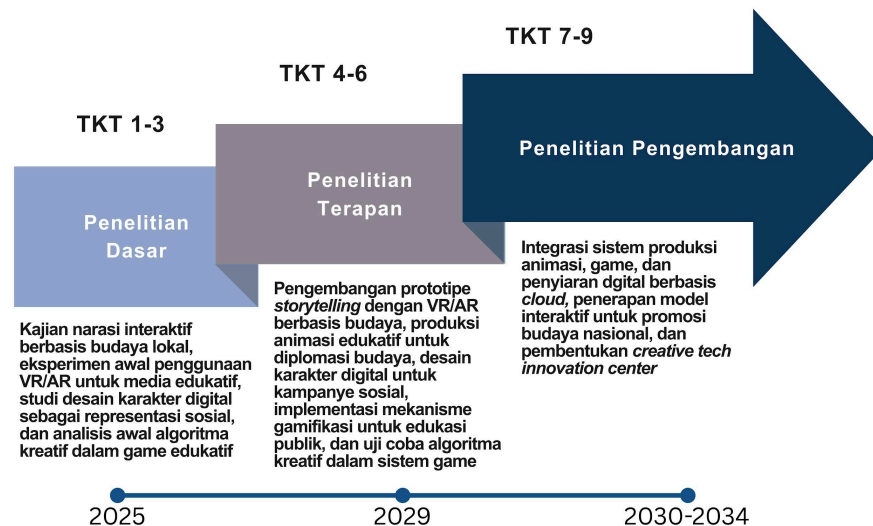 TKT 1-3
Penelitian
Dasar
Kajian narasi interaktif
berbasis budaya lokal,
eksperimen awal penggunaan
VR/AR untuk media edukatif,
studi desain karakter digital
sebagai representasi sosial,
dan analisis awal algoritma
kreatif dalam game edukatif
TKT 4-6
Penelitian
Terapan
Pengembangan prototipe
storytelling dengan VR/AR
berbasis budaya, produksi
animasi edukatif untuk
diplomasi budaya, desain
karakter digital untuk
kampanye sosial,
implementasi mekanisme
gamifikasi untuk edukasi
publik, dan uji coba algoritma
kreatif dalam sistem game
TKT 7-9
Penelitian Pengembangan
Integrasi sistem produksi
animasi, game, dan
penyiaran dgital berbasis
cloud, penerapan model
interaktif untuk promosi
budaya nasional, dan
pembentukan creative tech
innovation center
2025
2029
2030-2034